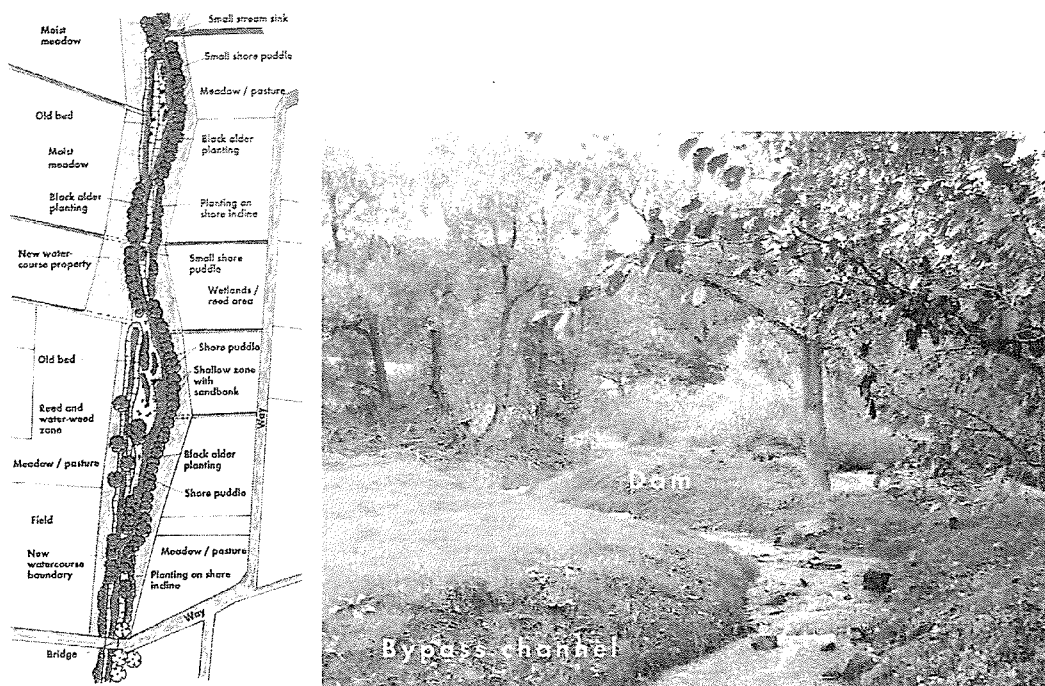 Small stream sink
Moist
meadow
Small shore puddle
Meadow / pasture
Old bed
Black alder
planting
Moist
meadow
Black alder
planting
Planting on
shore incline
New water-
course property
Small shore
puddle
Wetlands /
reed area
Old bed
Shore puddle
Shallow zone
with
sandbank
Way
Reed and
water-weed
zone
Meadow / pasture
Black alder
planting
Shore puddle
Field
New
watercourse
boundary
Meadow / pasture
Planting on shore
incline
Way
Bridge
Dam
Bypass channel